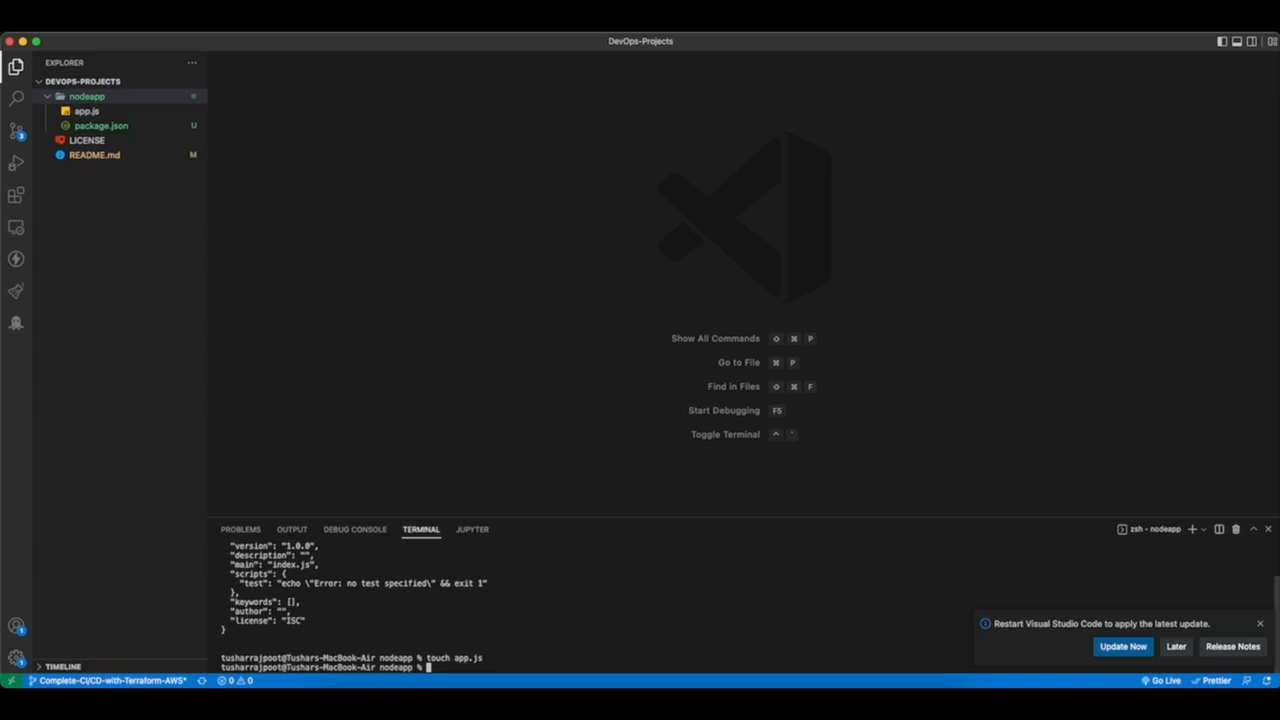 DevOps-Projects
EXPLORER
DEVOPS-PROJECTS
nodeapp
app.js
package.json U
LICENSE
README.md M
3
Show All Commands ⇧ ⌘ P
Go to File ⌘ P
Find in Files ⇧ ⌘ F
Start Debugging F5
Toggle Terminal ^ `
PROBLEMS OUTPUT DEBUG CONSOLE TERMINAL JUPYTER
zsh - nodeapp
"version": "1.0.0",
"description": "",
"main": "index.js",
"scripts": {
"test": "echo \"Error: no test specified\" && exit 1"
},
"keywords": [],
"author": "",
"license": "ISC"
}
tusharrajpoot@Tushars-MacBook-Air nodeapp % touch app.js
tusharrajpoot@Tushars-MacBook-Air nodeapp %
Restart Visual Studio Code to apply the latest update.
Update Now Later Release Notes
1
1
TIMELINE
Complete-CI/CD-with-Terraform-AWS* 0 0 Go Live Prettier